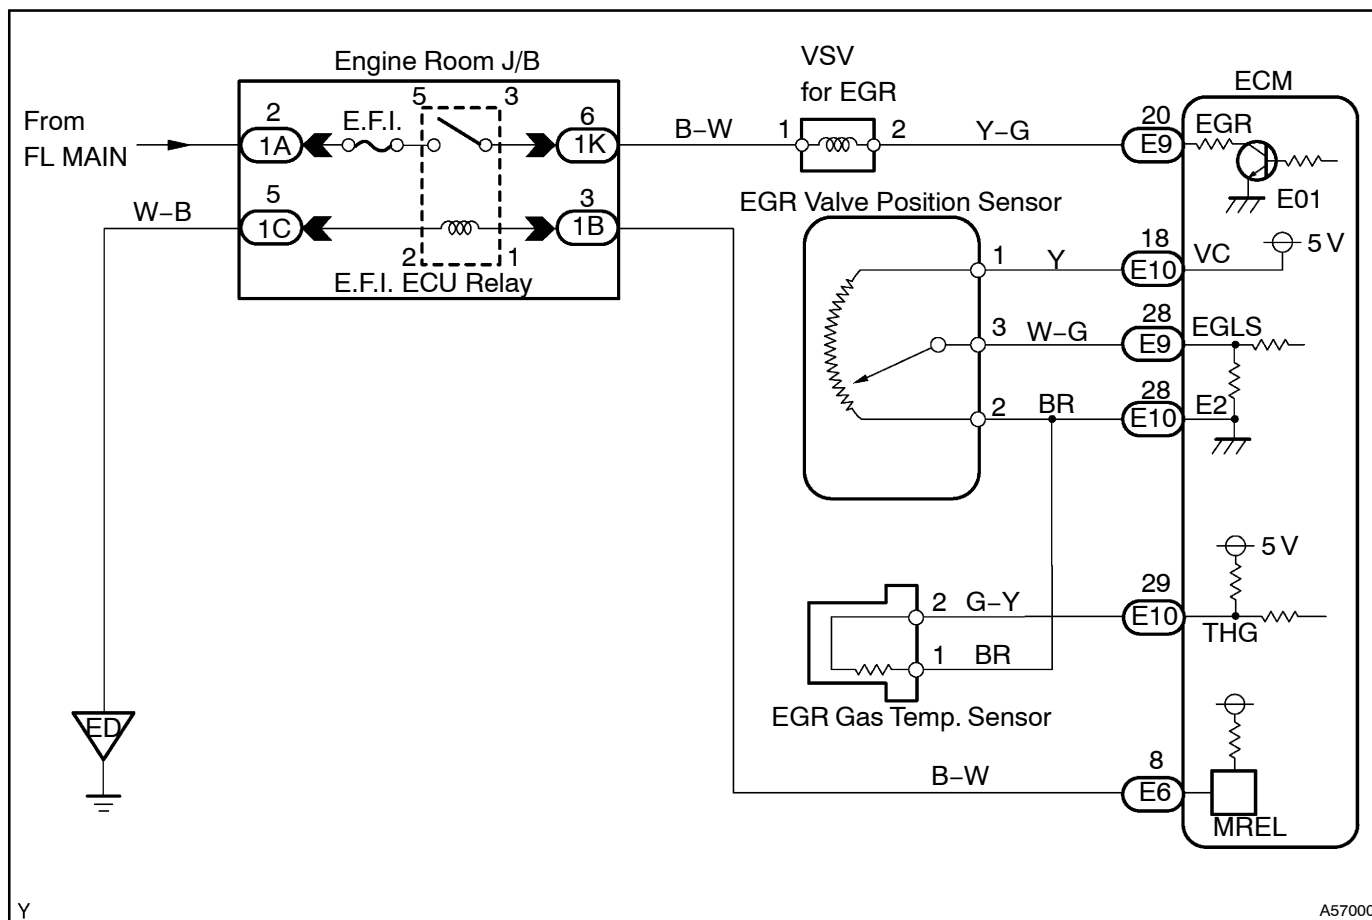 Engine Room J/B
VSV
for EGR
ECM
From
FL MAIN
2
1A
E.F.I.
5
3
6
1K
B–W
1
2
Y–G
20
E9
EGR
E01
W–B
5
1C
2
1
3
1B
E.F.I. ECU Relay
EGR Valve Position Sensor
1
Y
18
E10
VC
5 V
3
W–G
28
E9
EGLS
2
BR
28
E10
E2
5 V
2
G–Y
29
E10
THG
1
BR
EGR Gas Temp. Sensor
ED
B–W
8
E6
MREL
Y
A57000